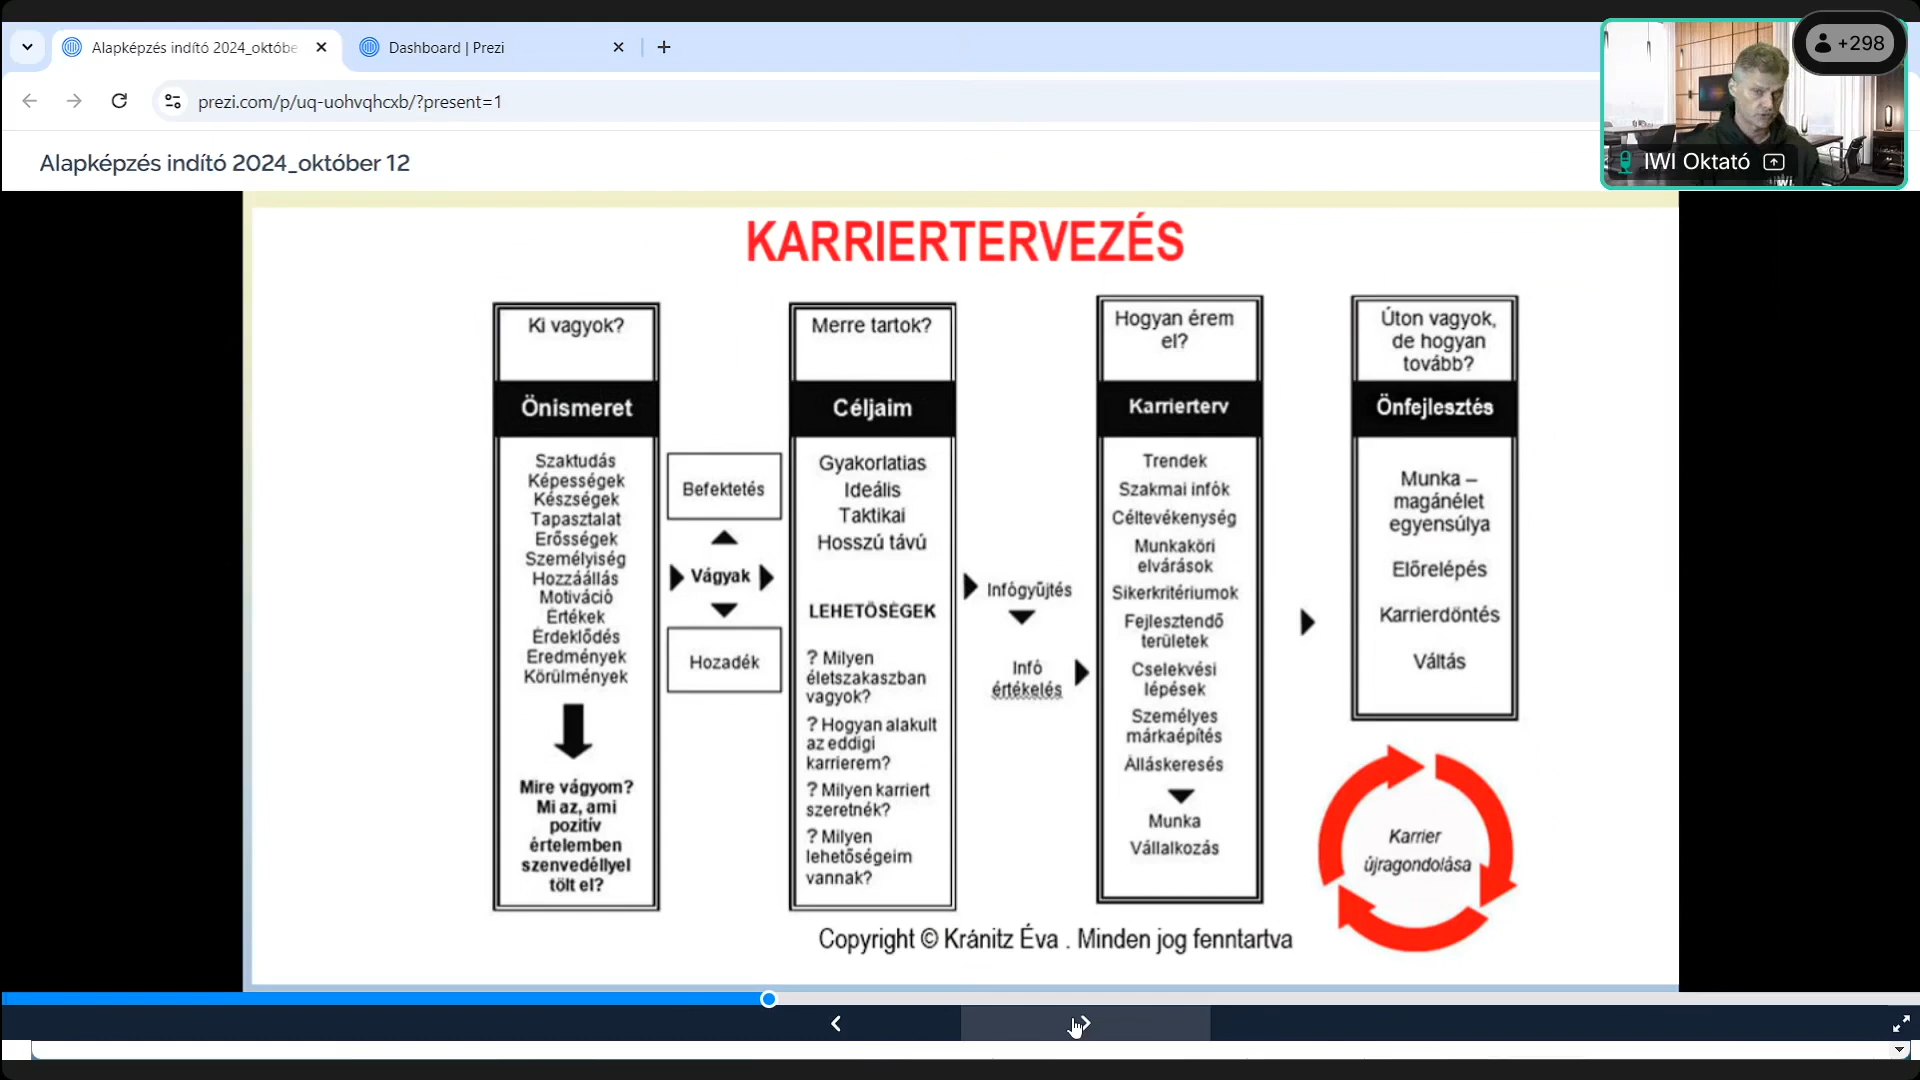 Alapképzés indító 2024_októbe
Dashboard | Prezi
prezi.com/p/uq-uohvqhcxb/?present=1
+298
IWI Oktató
Alapképzés indító 2024_október 12
KARRIERTERVEZÉS
Ki vagyok?
Önismeret
Szaktudás
Képességek
Készségek
Tapasztalat
Erősségek
Személyiség
Hozzáállás
Motiváció
Értékek
Érdeklődés
Eredmények
Körülmények
Mire vágyom?
Mi az, ami
pozitív
értelemben
szenvedéllyel
tölt el?
Befektetés
Vágyak
Hozadék
Merre tartok?
Céljaim
Gyakorlatias
Ideális
Taktikai
Hosszú távú
LEHETŐSÉGEK
? Milyen
életszakaszban
vagyok?
? Hogyan alakult
az eddigi
karrierem?
? Milyen karriert
szeretnék?
? Milyen
lehetőségeim
vannak?
Infógyűjtés
Infó
értékelés
Hogyan érem
el?
Karrierterv
Trendek
Szakmai infók
Céltevékenység
Munkaköri
elvárások
Sikerkritériumok
Fejlesztendő
területek
Cselekvési
lépések
Személyes
márkaépítés
Álláskeresés
Munka
Vállalkozás
Úton vagyok,
de hogyan
tovább?
Önfejlesztés
Munka –
magánélet
egyensúlya
Előrelépés
Karrierdöntés
Váltás
Karrier
újragondolása
Copyright © Kránitz Éva . Minden jog fenntartva